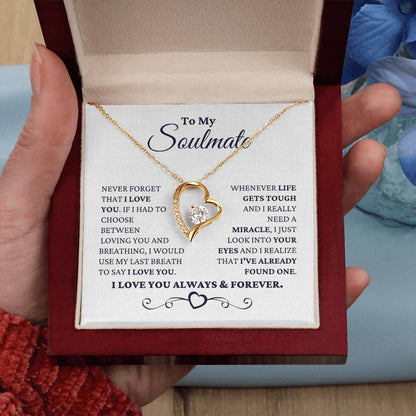 To My
Soulmate
NEVER FORGET
THAT I LOVE
YOU. IF I HAD TO
CHOOSE
BETWEEN
LOVING YOU AND
BREATHING, I WOULD
USE MY LAST BREATH
TO SAY I LOVE YOU.
WHENEVER LIFE
GETS TOUGH
AND I REALLY
NEED A
MIRACLE, I JUST
LOOK INTO YOUR
EYES AND I REALIZE
THAT I'VE ALREADY
FOUND ONE.
I LOVE YOU ALWAYS & FOREVER.